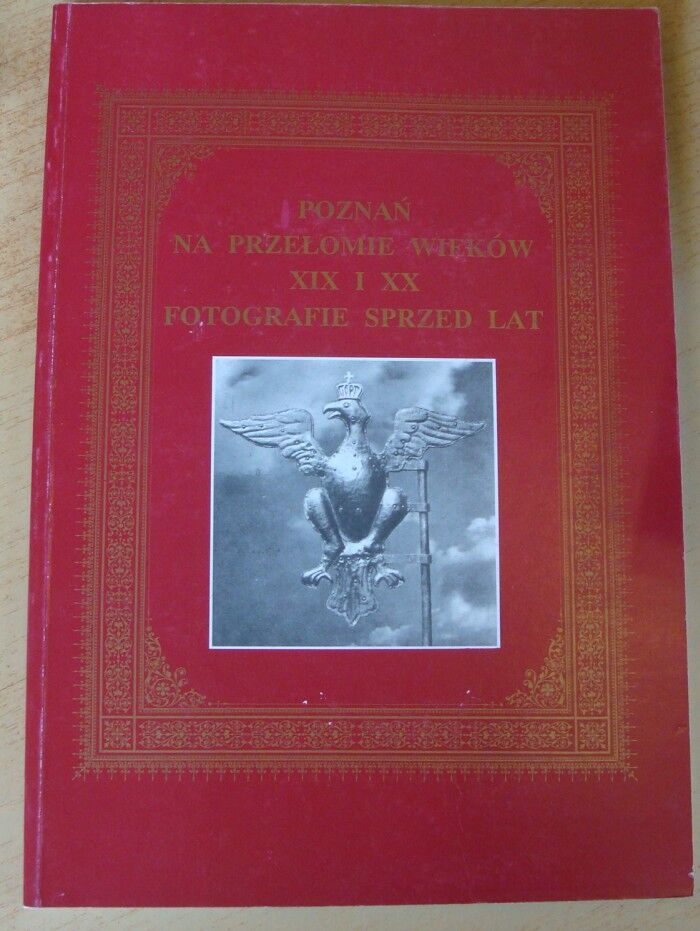 POZNAŃ
NA PRZEŁOMIE WIEKÓW
XIX I XX
FOTOGRAFIE SPRZED LAT